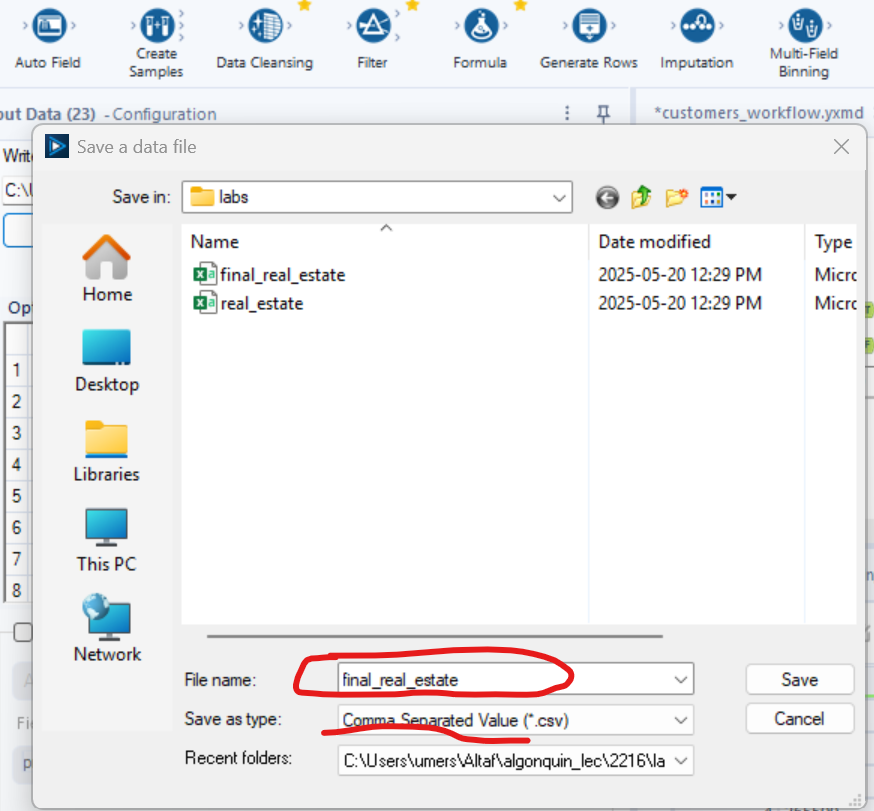 Auto Field
Create Samples
Data Cleansing
Filter
Formula
Generate Rows
Imputation
Multi-Field Binning
out Data (23) - Configuration
*customers_workflow.yxmd
Save a data file
Writ
C:\U
Save in: labs
Name Date modified Type
final_real_estate 2025-05-20 12:29 PM Micro
real_estate 2025-05-20 12:29 PM Micro
Home
Desktop
Libraries
This PC
Network
Op
1
2
3
4
5
6
7
8
File name: final_real_estate
Save
Save as type: Comma Separated Value (*.csv)
Cancel
Recent folders: C:\Users\umers\Altaf\algonquin_lec\2216\la